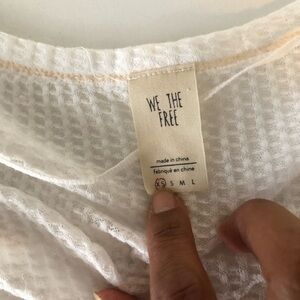 WE THE
FREE
made in china
fabriqué en chine
XS S M L